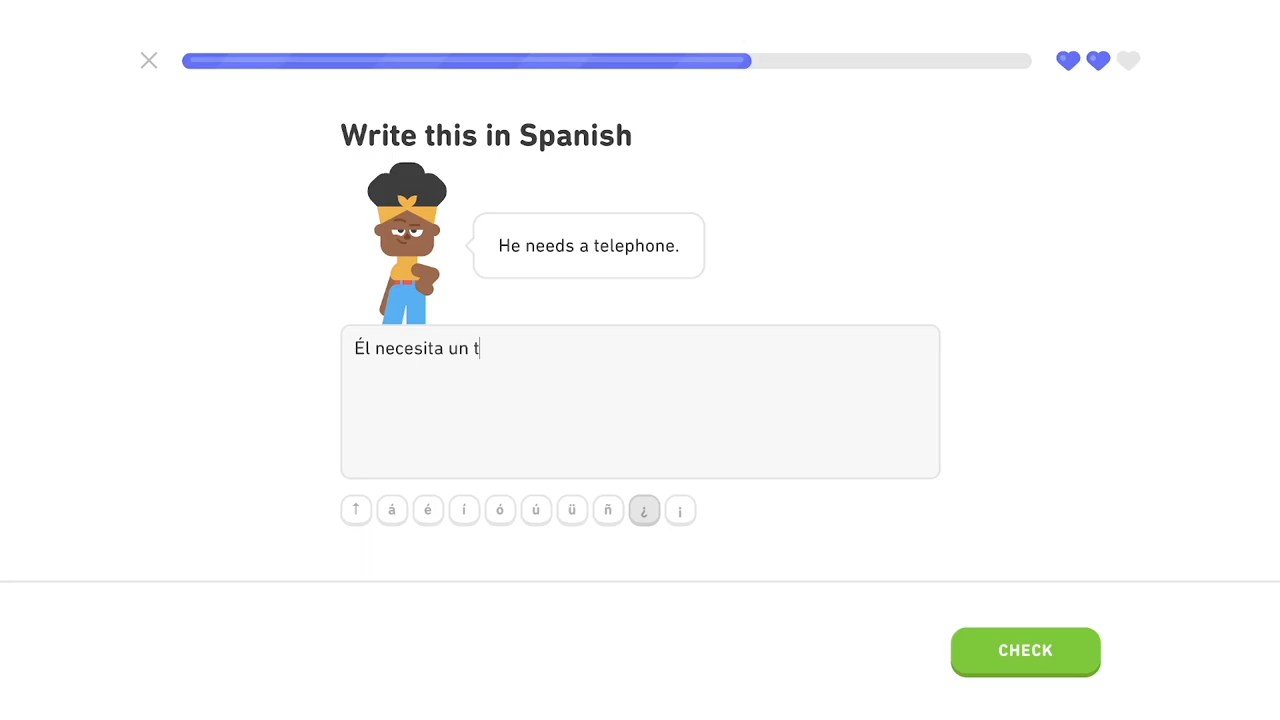 Write this in Spanish
He needs a telephone.
Él necesita un t
↑ á é í ó ú ü ñ ¿ ¡
CHECK